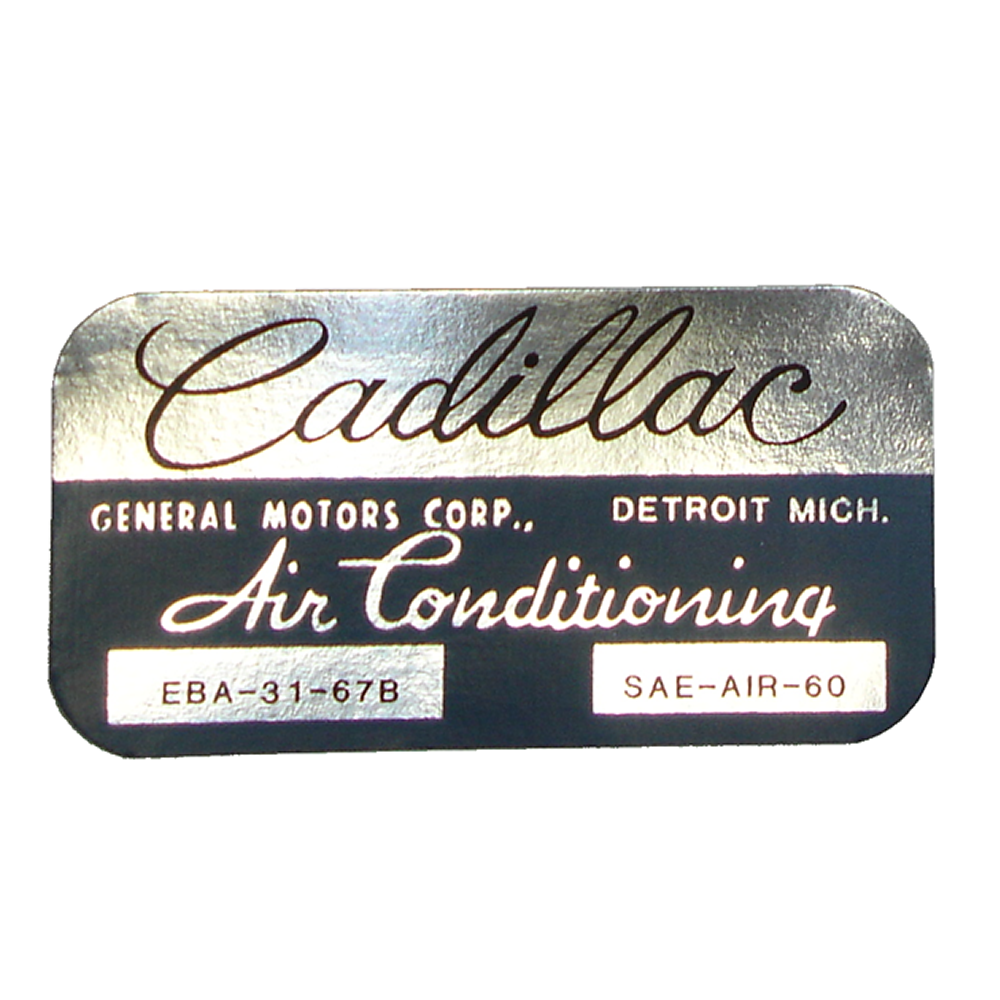 Cadillac
GENERAL MOTORS CORP., DETROIT MICH.
Air Conditioning
EBA-31-67B SAE-AIR-60